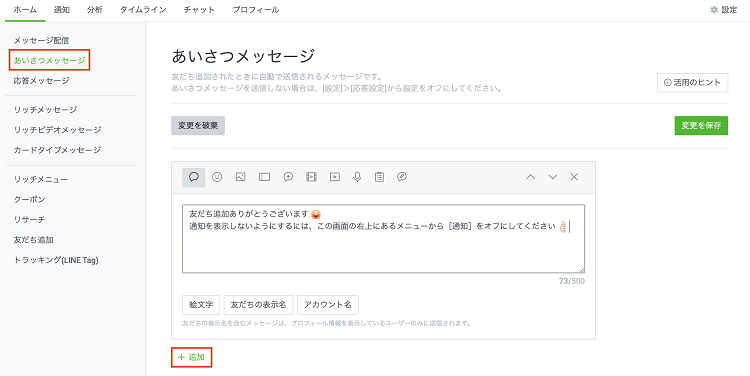 ホーム 通知 分析 タイムライン チャット プロフィール 設定
メッセージ配信
あいさつメッセージ
応答メッセージ
リッチメッセージ
リッチビデオメッセージ
カードタイプメッセージ
リッチメニュー
クーポン
リサーチ
友だち追加
トラッキング(LINE Tag)
あいさつメッセージ
友だち追加されたときに自動で送信されるメッセージです。
あいさつメッセージを送信しない場合は、[設定]>[応答設定]から設定をオフにしてください。
活用のヒント
変更を破棄
変更を保存
友だち追加ありがとうございます
通知を表示しないようにするには、この画面の右上にあるメニューから［通知］をオフにしてください
73/500
絵文字 友だちの表示名 アカウント名
友だちの表示名を含むメッセージは、プロフィール情報を表示しているユーザーのみに送信されます。
+ 追加